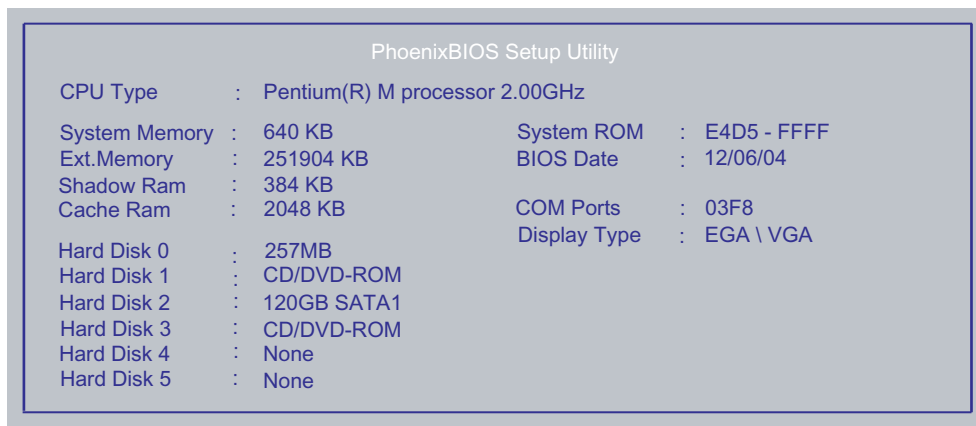 PhoenixBIOS Setup Utility
CPU Type : Pentium(R) M processor 2.00GHz
System Memory : 640 KB System ROM : E4D5 - FFFF
Ext.Memory : 251904 KB BIOS Date : 12/06/04
Shadow Ram : 384 KB
Cache Ram : 2048 KB COM Ports : 03F8
Display Type : EGA \ VGA
Hard Disk 0 : 257MB
Hard Disk 1 : CD/DVD-ROM
Hard Disk 2 : 120GB SATA1
Hard Disk 3 : CD/DVD-ROM
Hard Disk 4 : None
Hard Disk 5 : None